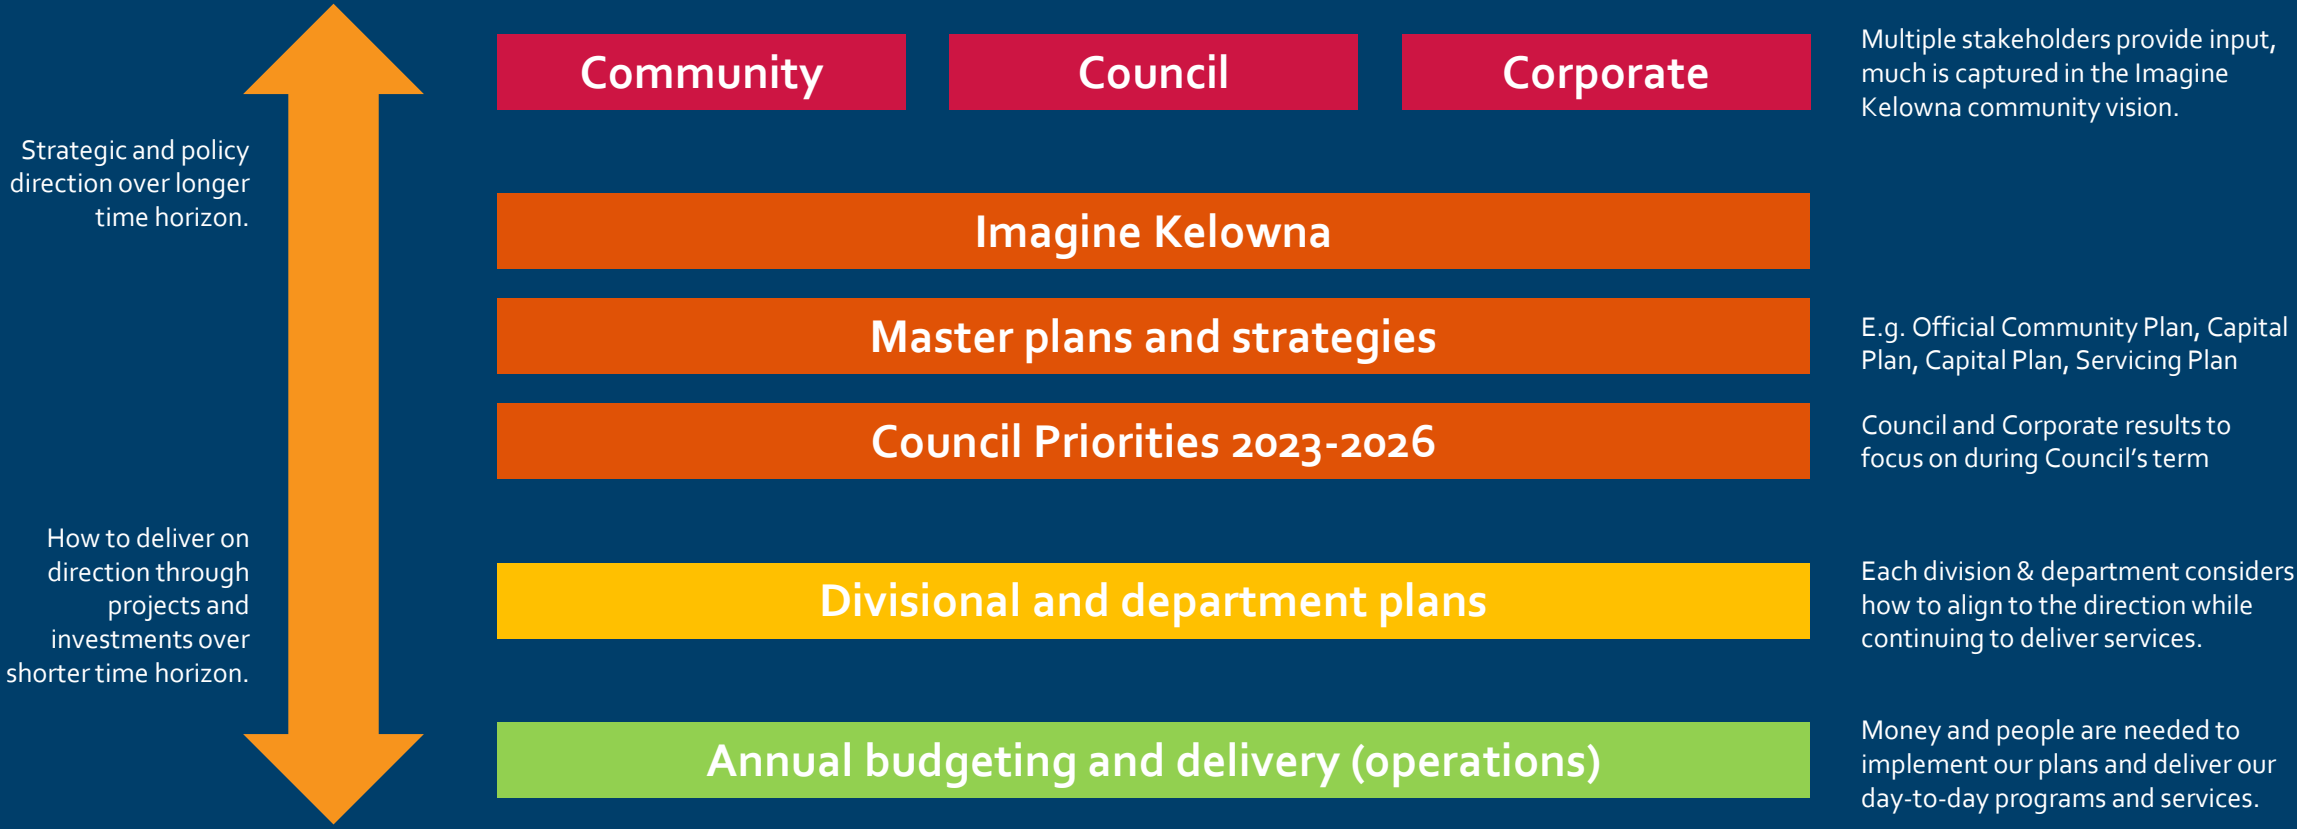 Community
Council
Corporate
Multiple stakeholders provide input,
much is captured in the Imagine
Kelowna community vision.
Strategic and policy
direction over longer
time horizon.
Imagine Kelowna
Master plans and strategies
E.g. Official Community Plan, Capital
Plan, Capital Plan, Servicing Plan
Council Priorities 2023-2026
Council and Corporate results to
focus on during Council’s term
How to deliver on
direction through
projects and
investments over
shorter time horizon.
Divisional and department plans
Each division & department considers
how to align to the direction while
continuing to deliver services.
Annual budgeting and delivery (operations)
Money and people are needed to
implement our plans and deliver our
day-to-day programs and services.